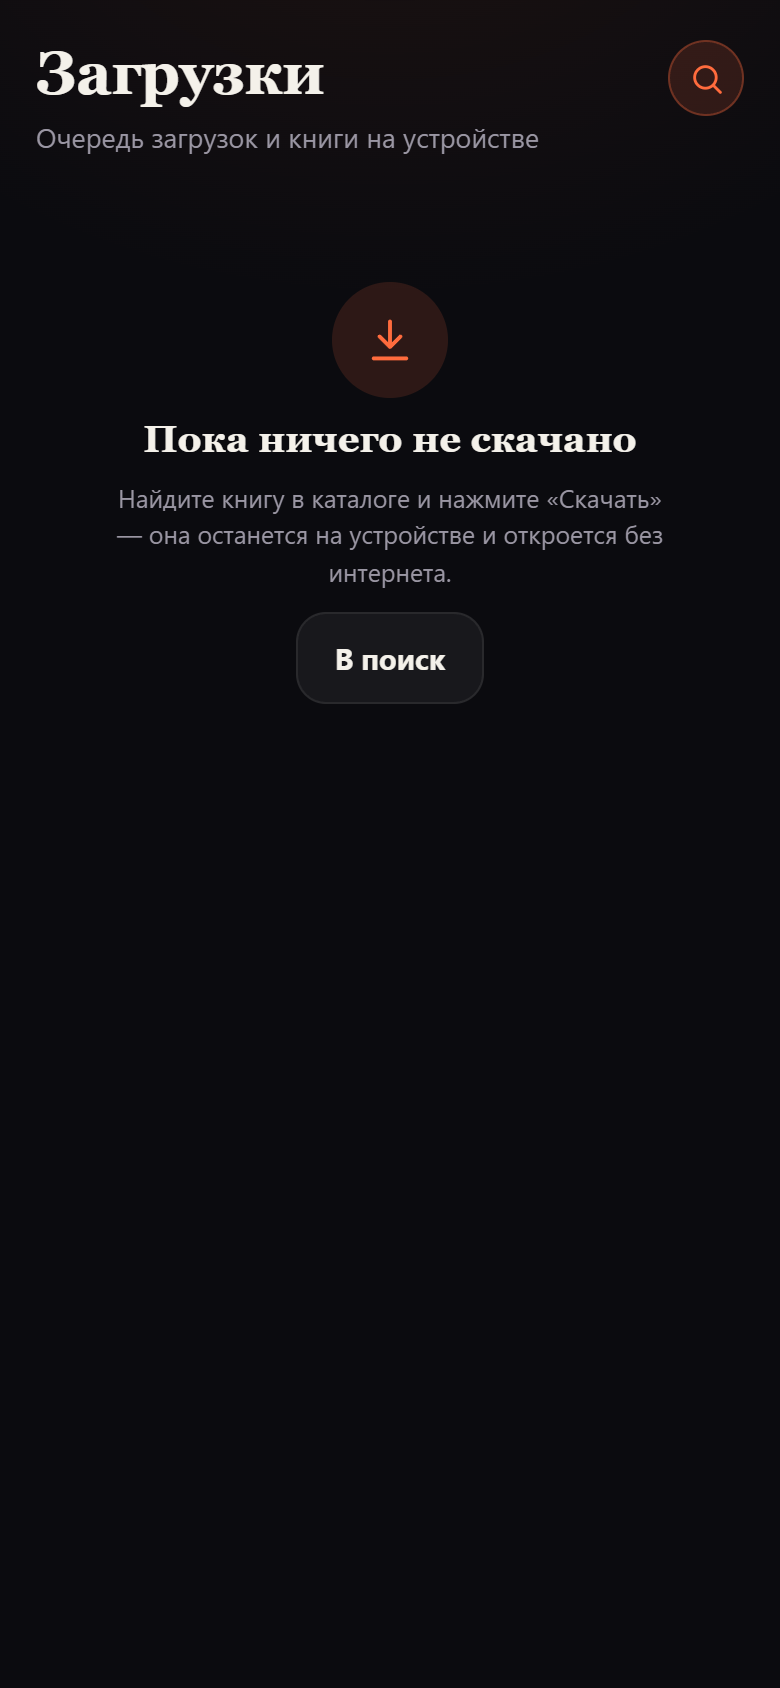 Загрузки
Очередь загрузок и книги на устройстве
Пока ничего не скачано
Найдите книгу в каталоге и нажмите «Скачать»
— она останется на устройстве и откроется без
интернета.
В поиск